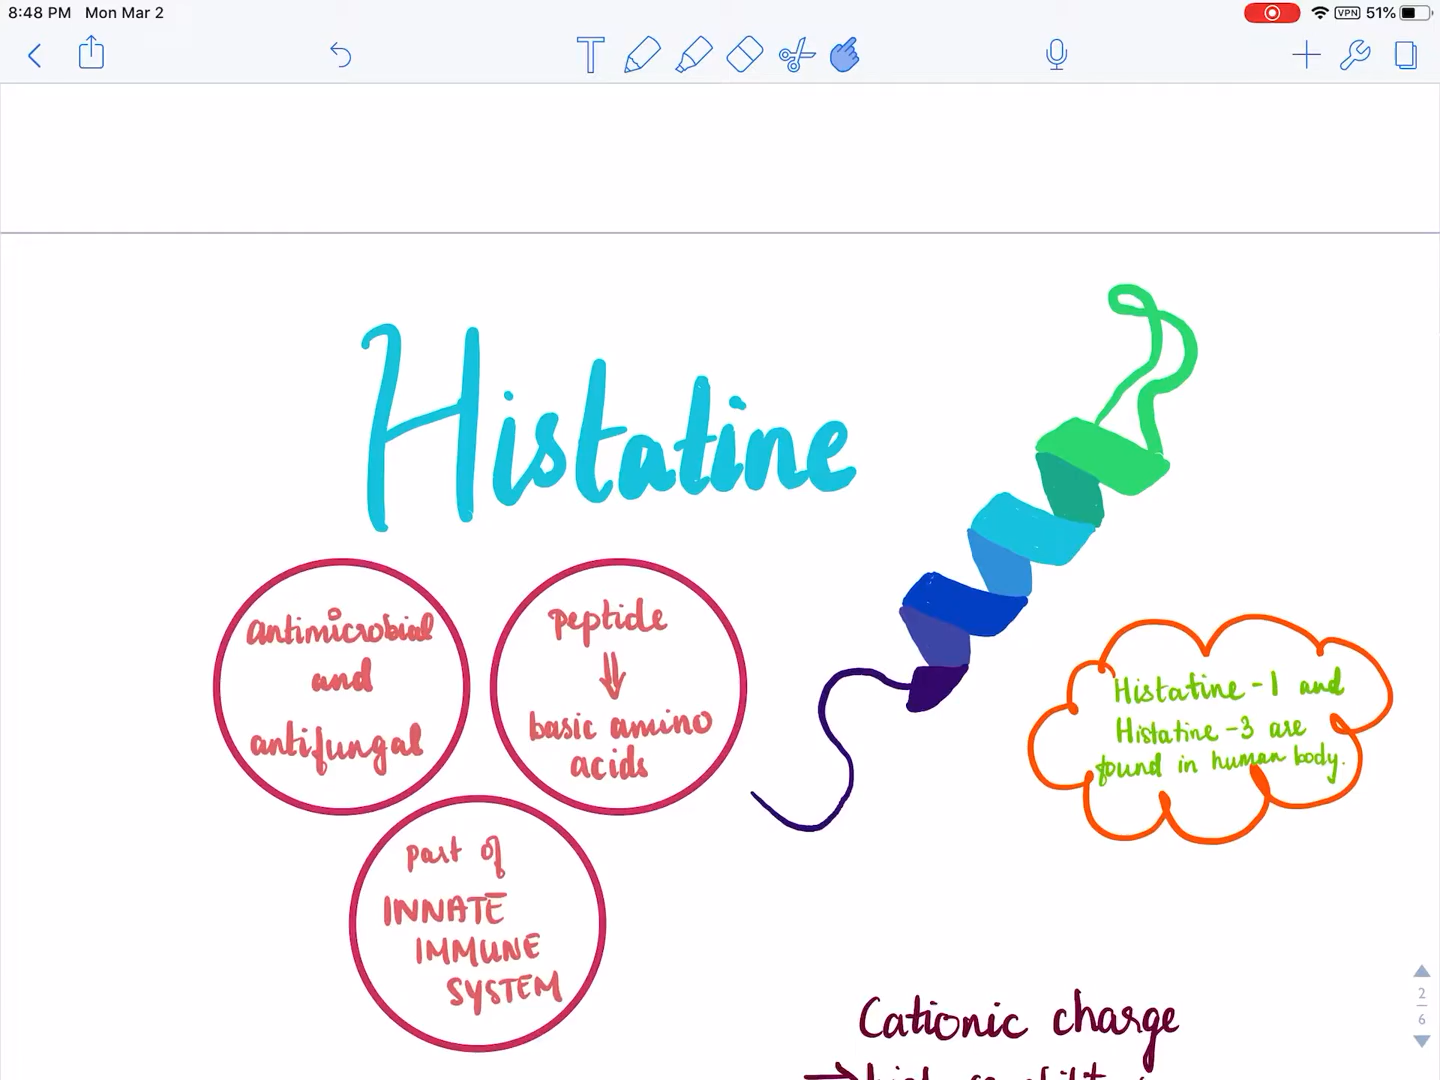 8:48 PM Mon Mar 2
VPN 51%
T
Histatine
antimicrobial
and
antifungal
peptide
basic amino
acids
part of
INNATE
IMMUNE
SYSTEM
Histatine-1 and
Histatine-3 are
found in human body.
Cationic charge
2
6